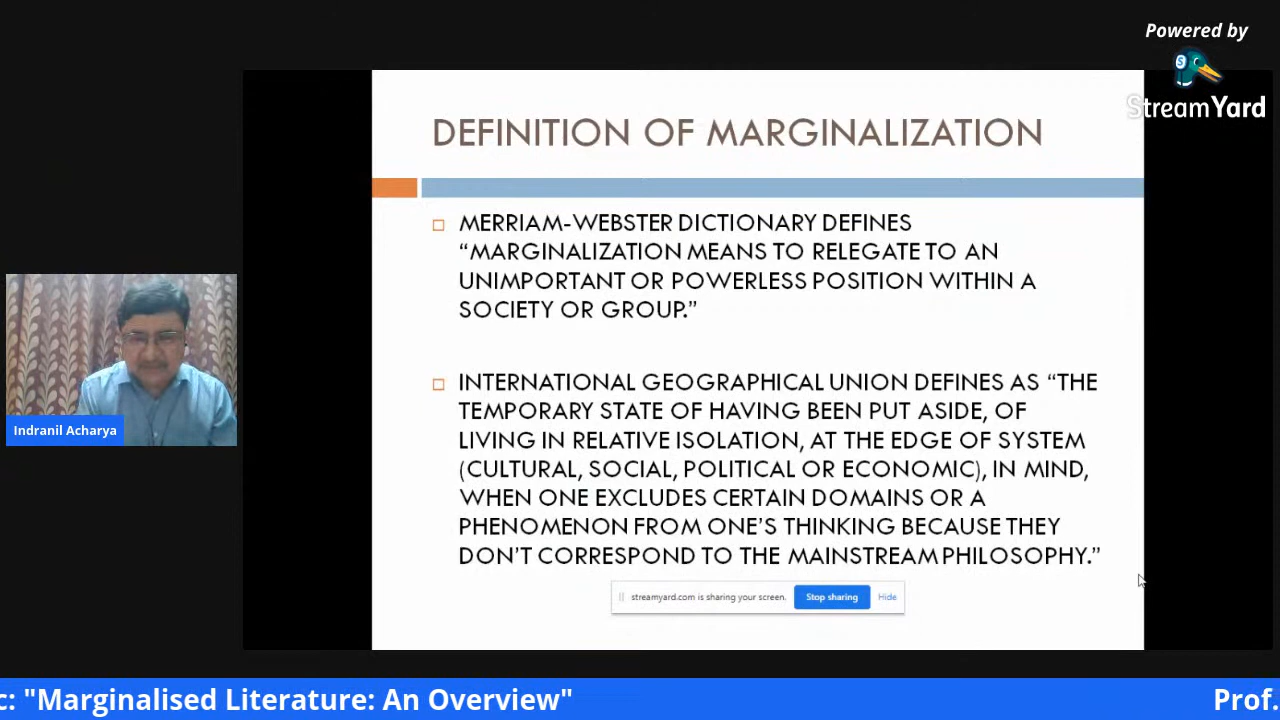 Powered by
StreamYard
DEFINITION OF MARGINALIZATION
MERRIAM-WEBSTER DICTIONARY DEFINES
“MARGINALIZATION MEANS TO RELEGATE TO AN
UNIMPORTANT OR POWERLESS POSITION WITHIN A
SOCIETY OR GROUP.”
INTERNATIONAL GEOGRAPHICAL UNION DEFINES AS “THE
TEMPORARY STATE OF HAVING BEEN PUT ASIDE, OF
LIVING IN RELATIVE ISOLATION, AT THE EDGE OF SYSTEM
(CULTURAL, SOCIAL, POLITICAL OR ECONOMIC), IN MIND,
WHEN ONE EXCLUDES CERTAIN DOMAINS OR A
PHENOMENON FROM ONE’S THINKING BECAUSE THEY
DON’T CORRESPOND TO THE MAINSTREAM PHILOSOPHY.”
Indranil Acharya
streamyard.com is sharing your screen. Stop sharing Hide
c: "Marginalised Literature: An Overview" Prof.